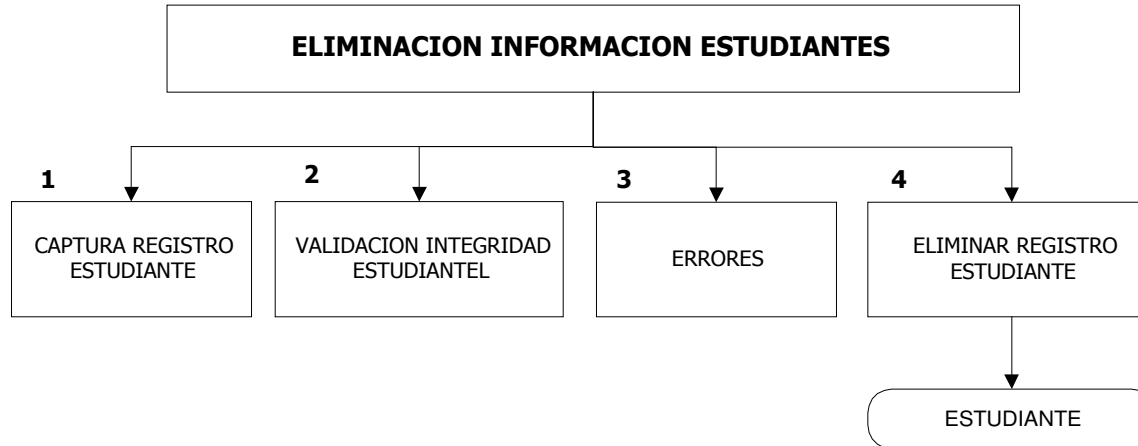 ELIMINACION INFORMACION ESTUDIANTES
1
2
3
4
CAPTURA REGISTRO
ESTUDIANTE
VALIDACION INTEGRIDAD
ESTUDIANTEL
ERRORES
ELIMINAR REGISTRO
ESTUDIANTE
ESTUDIANTE